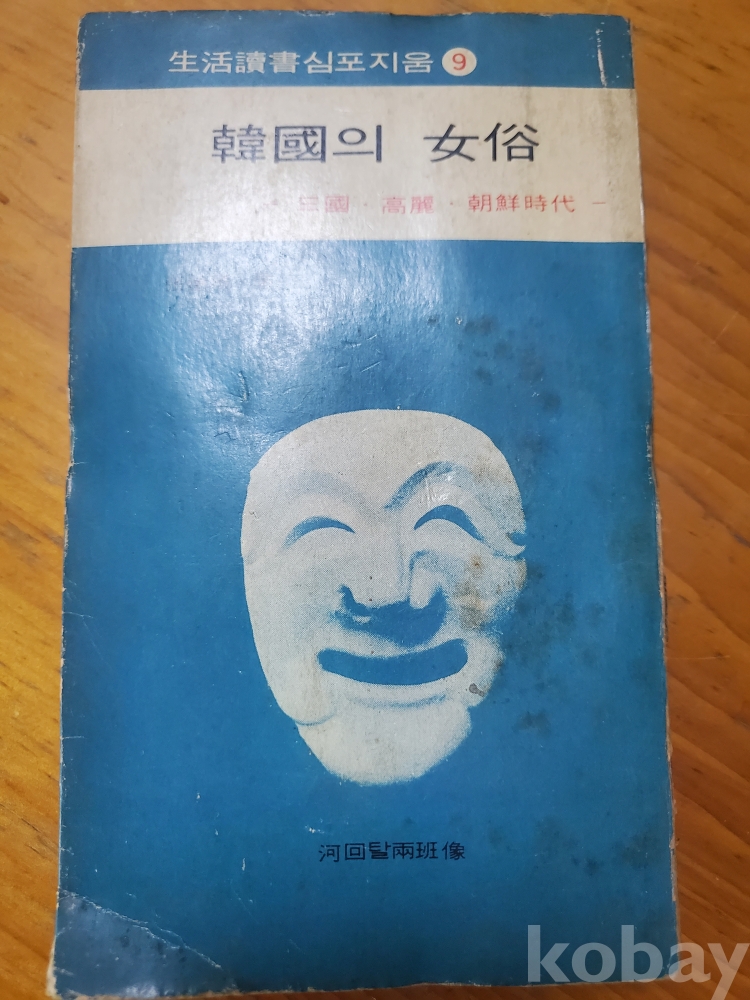 生活讀書심포지움 9
韓國의 女俗
三國 · 高麗 · 朝鮮時代 —
河回탈兩班像
kobay